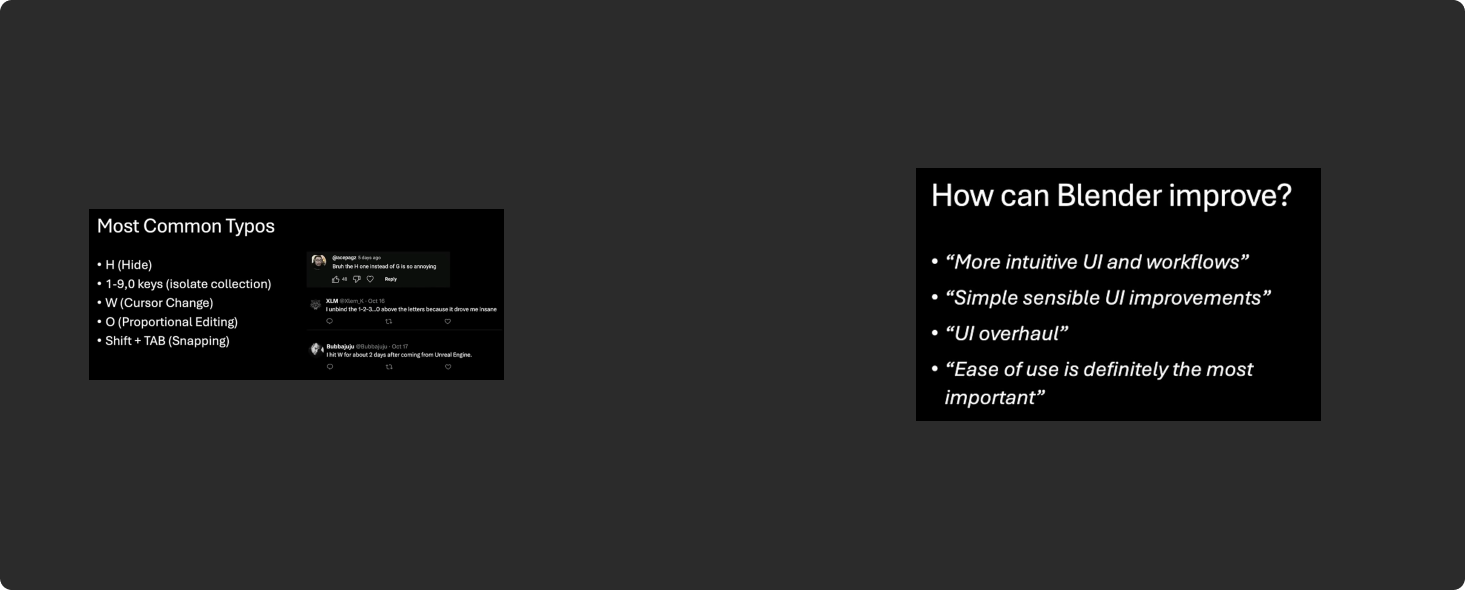 Most Common Typos
• H (Hide)
• 1-9,0 keys (isolate collection)
• W (Cursor Change)
• O (Proportional Editing)
• Shift + TAB (Snapping)
@acepagz 5 days ago
Bruh the H one instead of G is so annoying
48 Reply
XLM @Xlem_K · Oct 16
I unbind the 1-2-3...0 above the letters because it drove me insane
Bubbajuju @Bubbajuju · Oct 17
I hit W for about 2 days after coming from Unreal Engine.
How can Blender improve?
• “More intuitive UI and workflows”
• “Simple sensible UI improvements”
• “UI overhaul”
• “Ease of use is definitely the most
important”